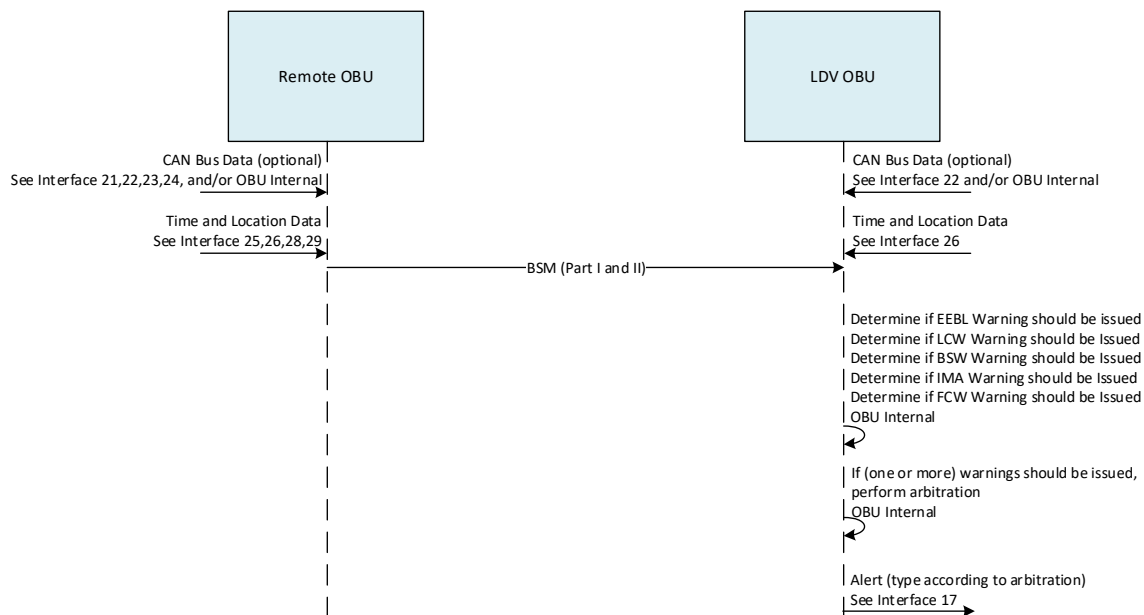 Remote OBU
LDV OBU
CAN Bus Data (optional)
See Interface 21,22,23,24, and/or OBU Internal
CAN Bus Data (optional)
See Interface 22 and/or OBU Internal
Time and Location Data
See Interface 25,26,28,29
Time and Location Data
See Interface 26
BSM (Part I and II)
Determine if EEBL Warning should be issued
Determine if LCW Warning should be Issued
Determine if BSW Warning should be Issued
Determine if IMA Warning should be Issued
Determine if FCW Warning should be Issued
OBU Internal
If (one or more) warnings should be issued,
perform arbitration
OBU Internal
Alert (type according to arbitration)
See Interface 17